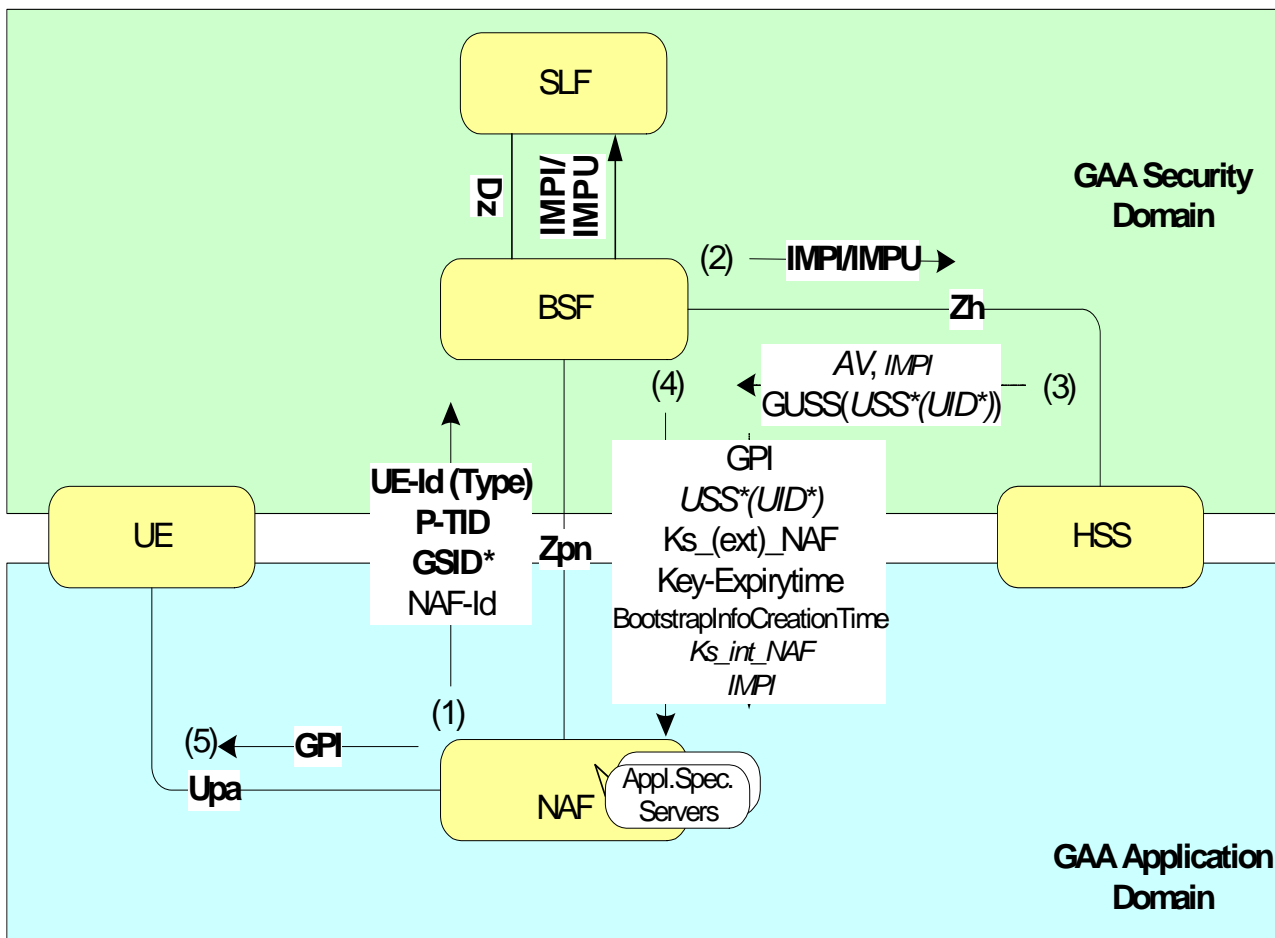 SLF
Dz
IMPI/
IMPU
GAA Security
Domain
(2)
IMPI/IMPU
BSF
Zh
AV, IMPI
GUSS(USS*(UID*))
(3)
(4)
GPI
USS*(UID*)
Ks_(ext)_NAF
Key-Expirytime
BootstrapInfoCreationTime
Ks_int_NAF
IMPI
UE-Id (Type)
P-TID
GSID*
NAF-Id
UE
Zpn
HSS
(1)
(5)
GPI
Upa
NAF
Appl.Spec.
Servers
GAA Application
Domain